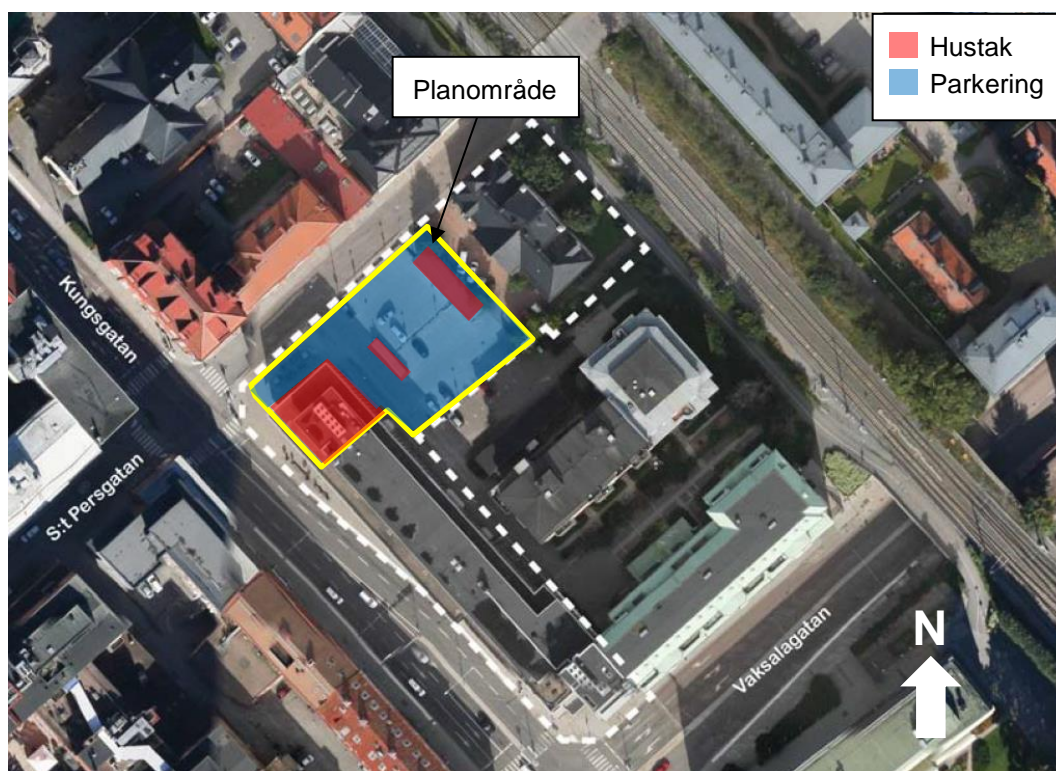 Hustak
Parkering
Planområde
Kungsgatan
S:t Persgatan
Vaksalagatan
N